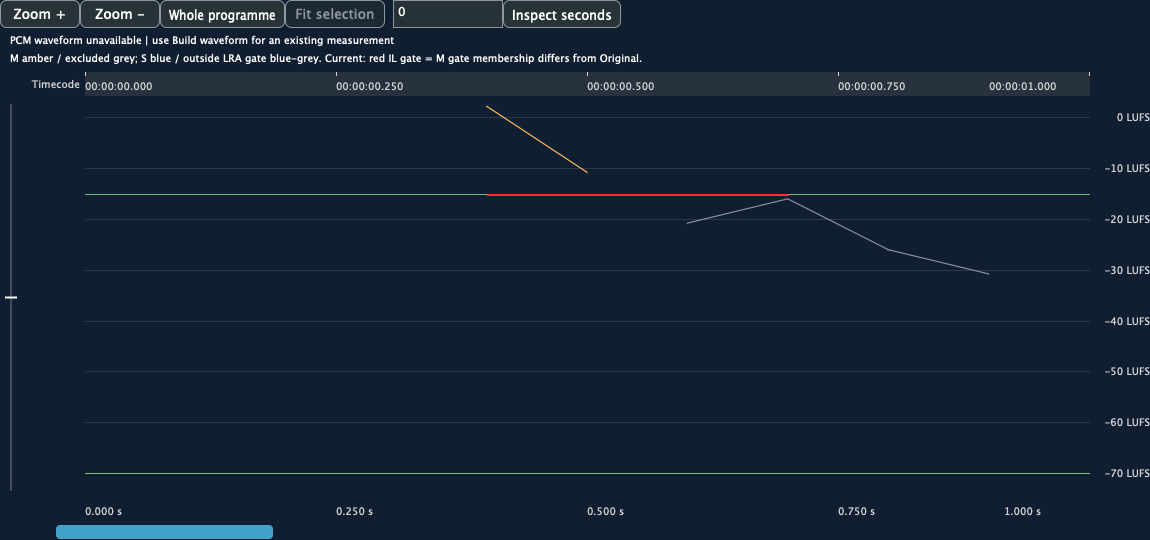 Zoom + Zoom – Whole programme Fit selection 0 Inspect seconds
PCM waveform unavailable | use Build waveform for an existing measurement
M amber / excluded grey; S blue / outside LRA gate blue-grey. Current: red IL gate = M gate membership differs from Original.
Timecode 00:00:00.000 00:00:00.250 00:00:00.500 00:00:00.750 00:00:01.000
0 LUFS
−10 LUFS
−20 LUFS
−30 LUFS
−40 LUFS
−50 LUFS
−60 LUFS
−70 LUFS
0.000 s 0.250 s 0.500 s 0.750 s 1.000 s